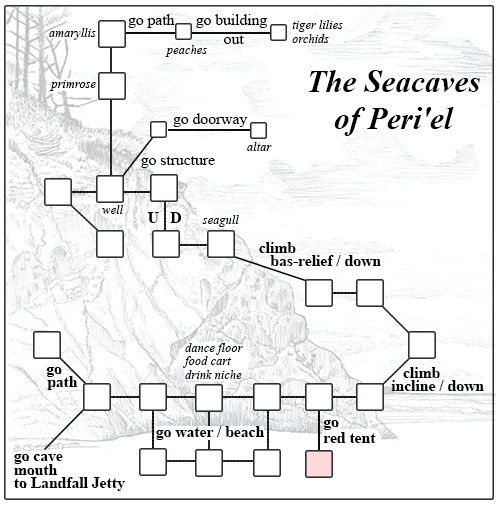 amaryllis
go path
go building
out
peaches
tiger lilies
orchids
primrose
The Seacaves
of Peri'el
go doorway
altar
go structure
well
U D
seagull
climb
bas-relief / down
dance floor
food cart
drink niche
go
path
climb
incline / down
go water / beach
go
red tent
go cave
mouth
to Landfall Jetty